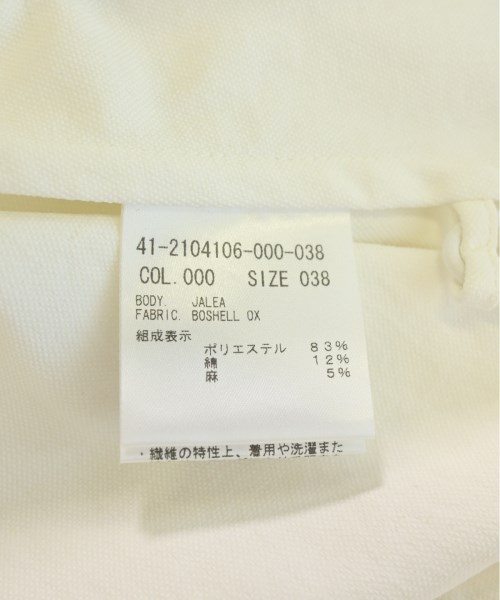 41-2104106-000-038
COL.000 SIZE 038
BODY. JALEA
FABRIC. BOSHELL OX
組成表示
ポリエステル 83%
綿 12%
麻 5%
・繊維の特性上、着用や洗濯また